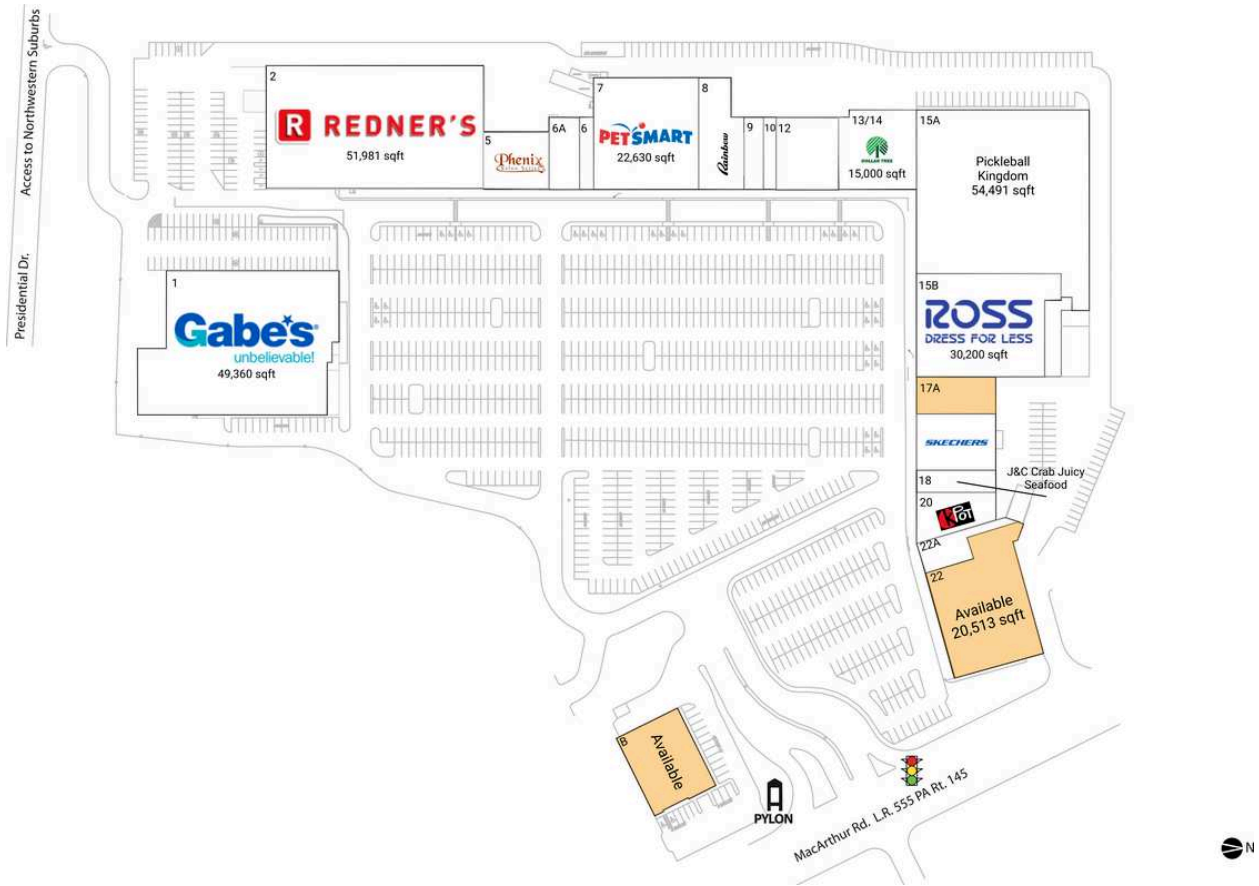 Presidential Dr.
Access to Northwestern Suburbs
2
R REDNER'S
51,981 sqft
5
Phenix
6A
6
7
PETSMART
22,630 sqft
8
Rainbow
9
10
12
13/14
DOLLAR TREE
15,000 sqft
15A
Pickleball
Kingdom
54,491 sqft
1
Gabe's
unbelievable!
49,360 sqft
15B
ROSS
DRESS FOR LESS
30,200 sqft
17A
SKECHERS
18
J&C Crab Juicy
Seafood
20
KPOT
22A
22
Available
20,513 sqft
B
Available
PYLON
MacArthur Rd. L.R. 555 PA Rt. 145
N